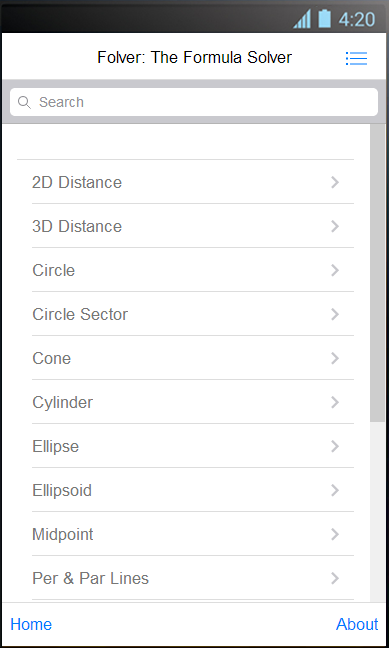 4:20
Folver: The Formula Solver
Search
2D Distance
3D Distance
Circle
Circle Sector
Cone
Cylinder
Ellipse
Ellipsoid
Midpoint
Per & Par Lines
Home About